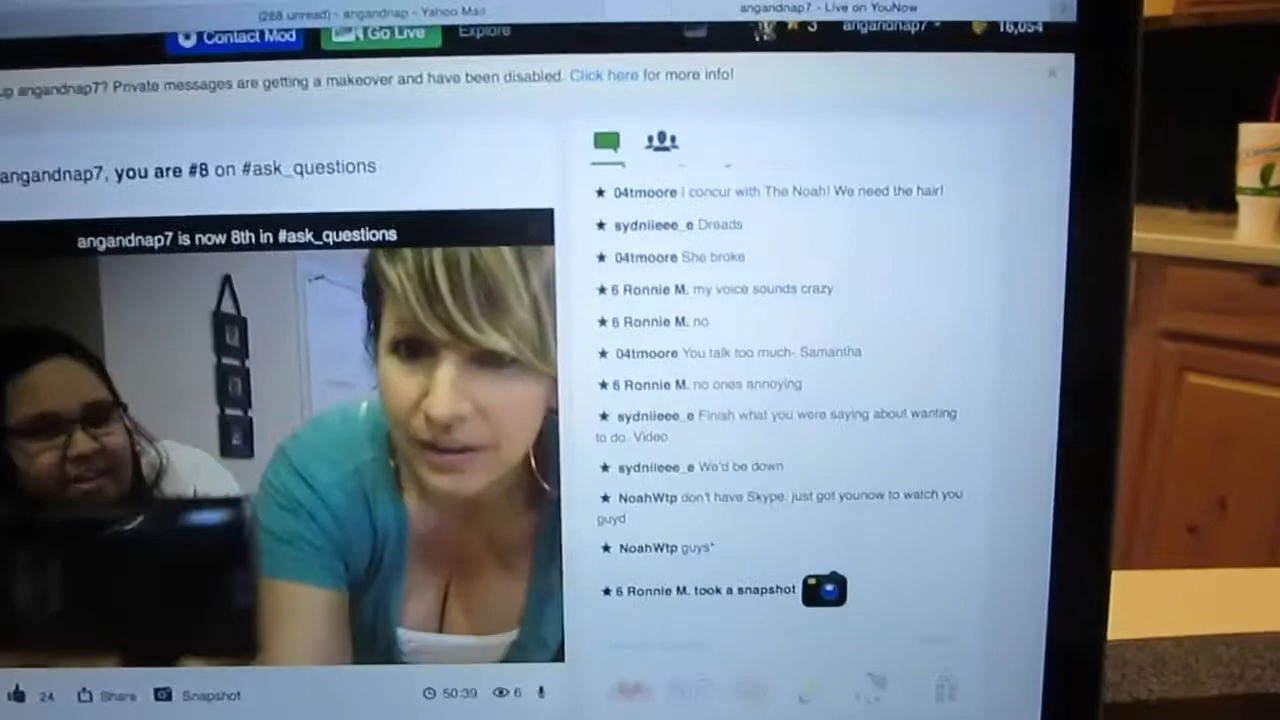 (268 unread) - angandnap - Yahoo Mail
angandnap7 - Live on YouNow
Contact Mod
Go Live
Explore
3
angandnap7
16,054
up angandnap7? Private messages are getting a makeover and have been disabled. Click here for more info!
angandnap7, you are #8 on #ask_questions
angandnap7 is now 8th in #ask_questions
04tmoore I concur with The Noah! We need the hair!
sydniieee_e Dreads
04tmoore She broke
6 Ronnie M. my voice sounds crazy
6 Ronnie M. no
04tmoore You talk too much- Samantha
6 Ronnie M. no ones annoying
sydniieee_e Finish what you were saying about wanting
to do. Video
sydniieee_e We'd be down
NoahWtp don't have Skype. just got younow to watch you
guyd
NoahWtp guys*
6 Ronnie M. took a snapshot
24
Share
Snapshot
50:39
6